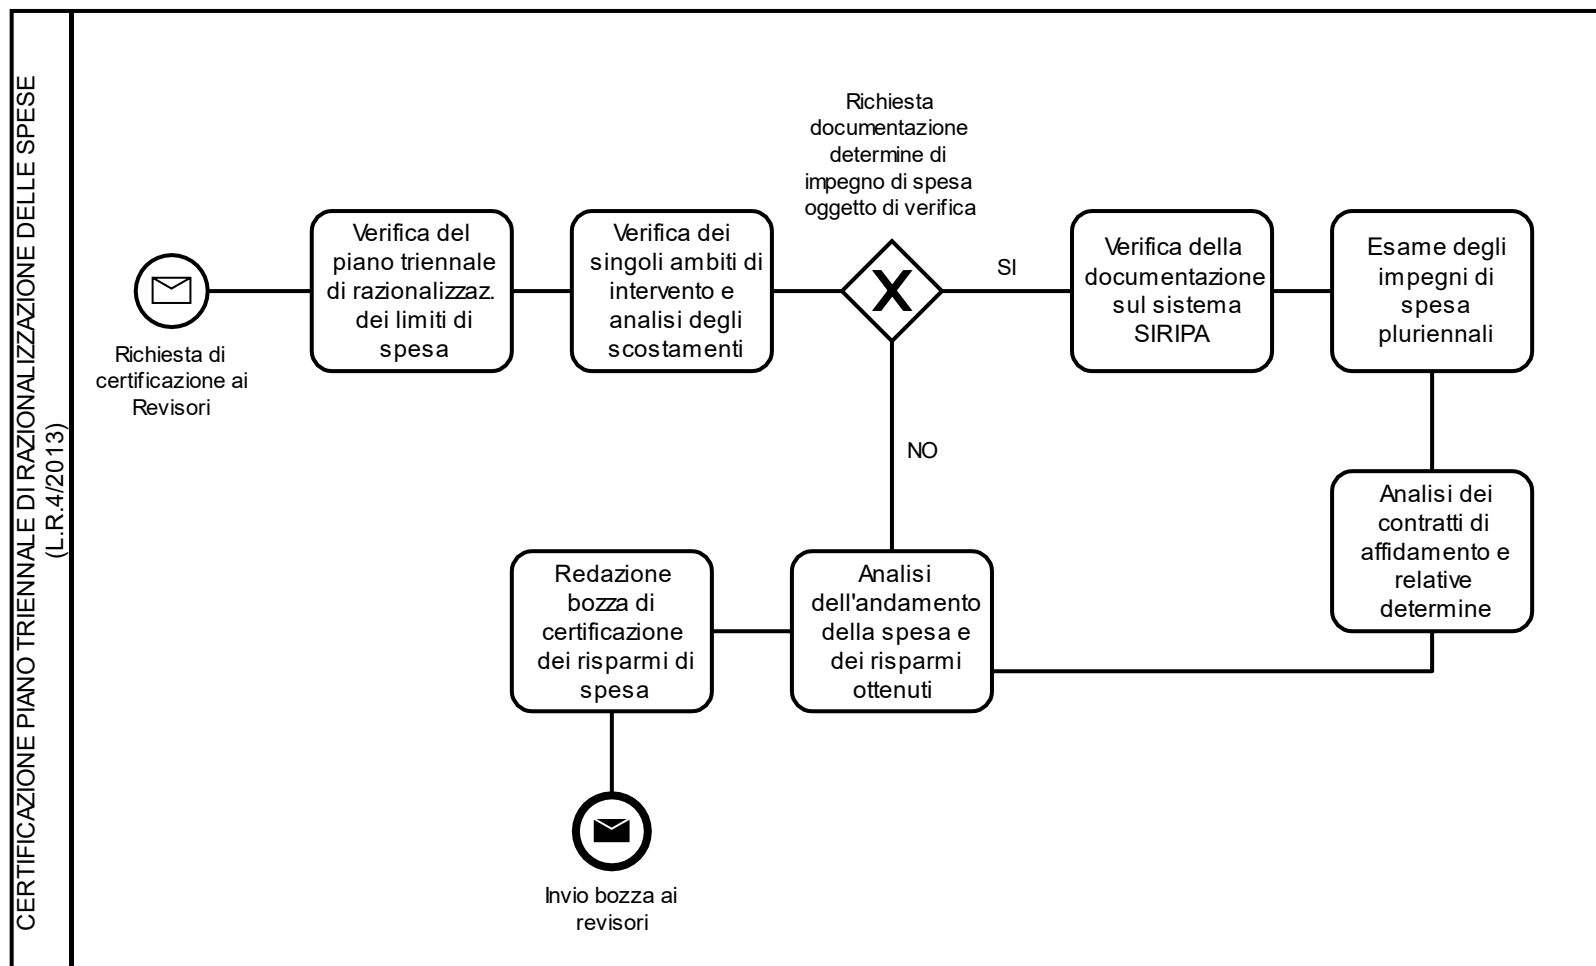 CERTIFICAZIONE PIANO TRIENNALE DI RAZIONALIZZAZIONE DELLE SPESE
(L.R.4/2013)
Richiesta di
certificazione ai
Revisori
Verifica del
piano triennale
di razionalizzaz.
dei limiti di
spesa
Verifica dei
singoli ambiti di
intervento e
analisi degli
scostamenti
Richiesta
documentazione
determine di
impegno di spesa
oggetto di verifica
X
SI
Verifica della
documentazione
sul sistema
SIRIPA
Esame degli
impegni di
spesa
pluriennali
NO
Analisi dei
contratti di
affidamento e
relative
determine
Analisi
dell'andamento
della spesa e
dei risparmi
ottenuti
Redazione
bozza di
certificazione
dei risparmi di
spesa
Invio bozza ai
revisori